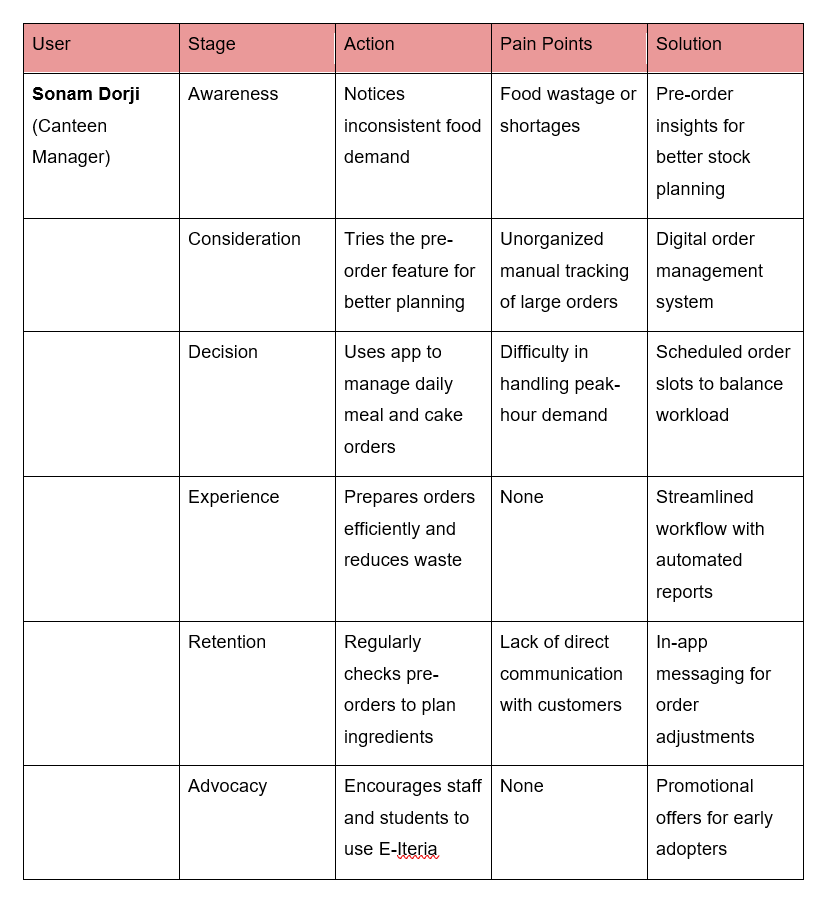 User Stage Action Pain Points Solution
Sonam Dorji Awareness Notices Food wastage or Pre-order
(Canteen inconsistent food shortages insights for
Manager) demand better stock
planning
Consideration Tries the pre- Unorganized Digital order
order feature for manual tracking management
better planning of large orders system
Decision Uses app to Difficulty in Scheduled order
manage daily handling peak- slots to balance
meal and cake hour demand workload
orders
Experience Prepares orders None Streamlined
efficiently and workflow with
reduces waste automated
reports
Retention Regularly Lack of direct In-app
checks pre- communication messaging for
orders to plan with customers order
ingredients adjustments
Advocacy Encourages staff None Promotional
and students to offers for early
use E-Iteria adopters